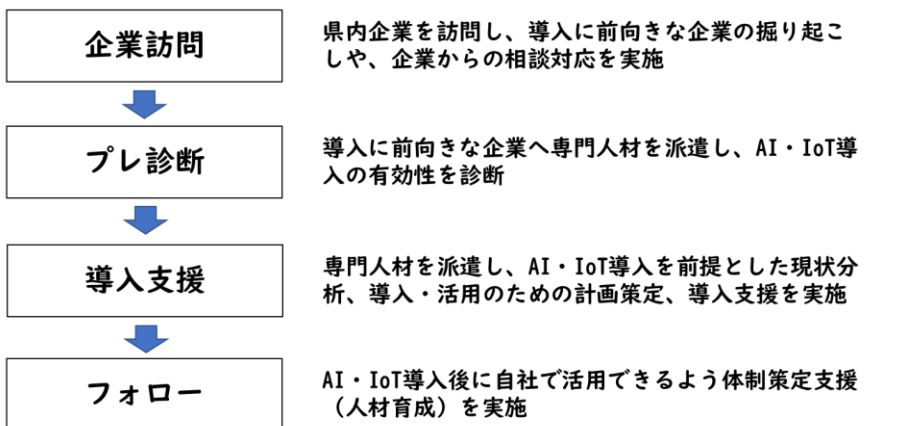 企業訪問
県内企業を訪問し、導入に前向きな企業の掘り起こ
しや、企業からの相談対応を実施
プレ診断
導入に前向きな企業へ専門人材を派遣し、AI・IoT導
入の有効性を診断
導入支援
専門人材を派遣し、AI・IoT導入を前提とした現状分
析、導入・活用のための計画策定、導入支援を実施
フォロー
AI・IoT導入後に自社で活用できるよう体制策定支援
（人材育成）を実施